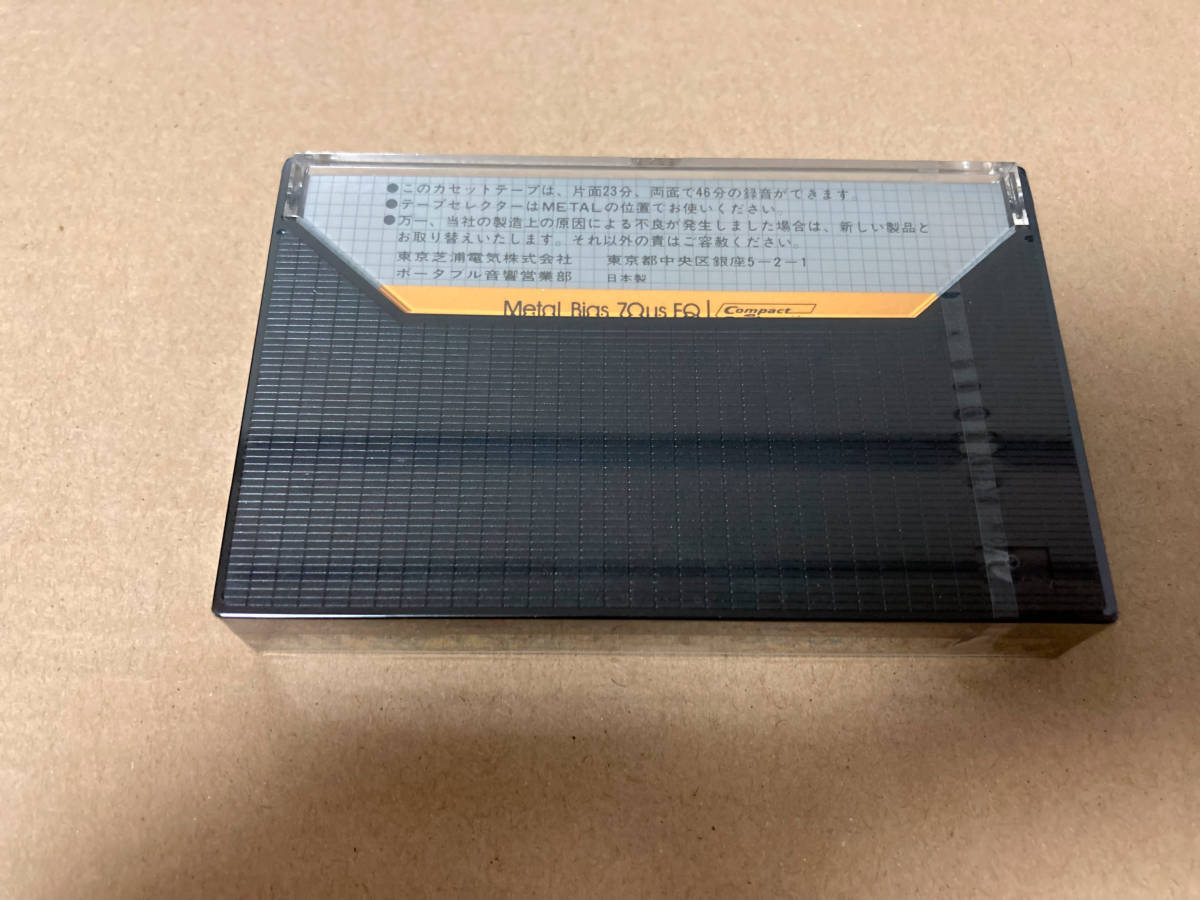 ●このカセットテープは、片面23分、両面で46分の録音ができます。
●テープセレクターはMETALの位置でお使いください。
●万一、当社の製造上の原因による不良が発生しました場合は、新しい製品と
お取り替えいたします。それ以外の責はご容赦ください。
東京芝浦電気株式会社 東京都中央区銀座5-2-1
ポータブル音響営業部 日本製
Metal Bias 70μs EQ | Compact